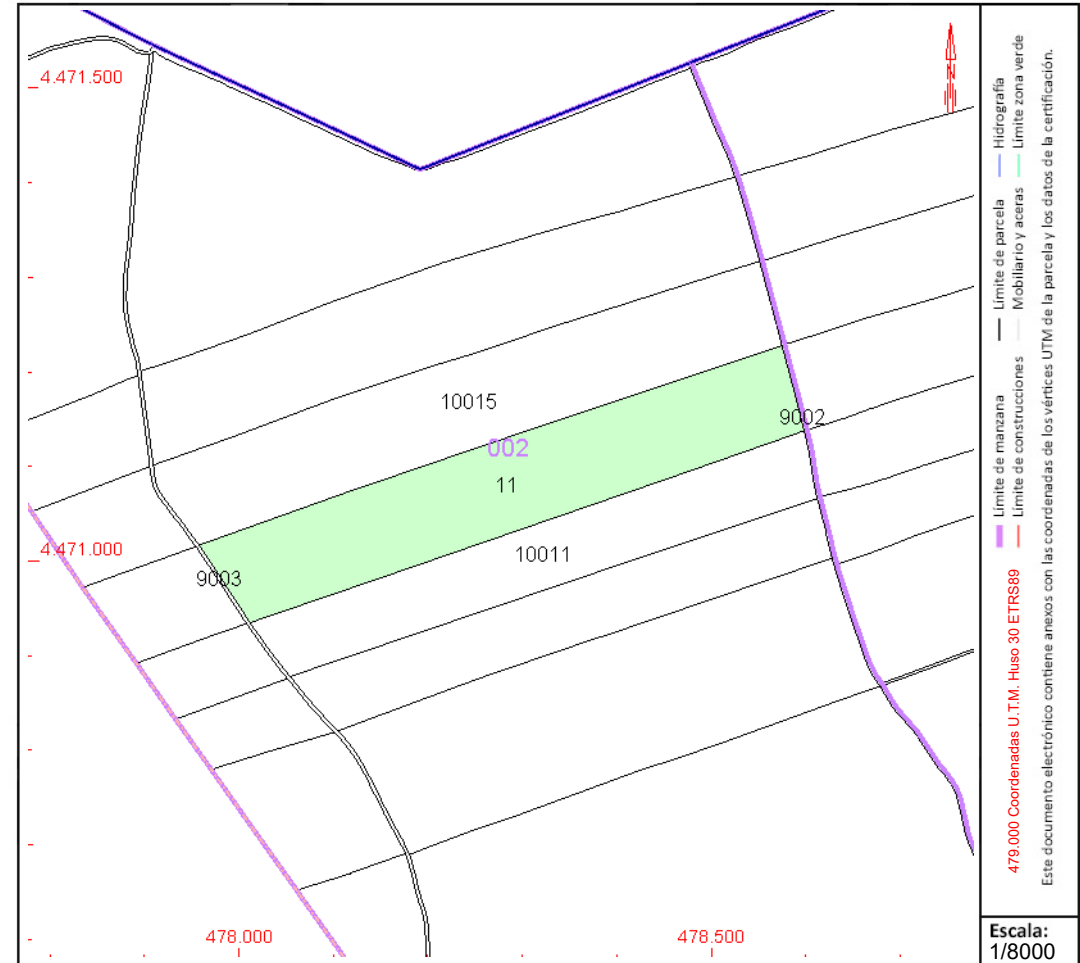 4.471.500
10015
9002
002
11
4.471.000
10011
9003
478.000
478.500
N
Límite de manzana
Límite de parcela
Hidrografía
Límite de construcciones
Mobiliario y aceras
Límite zona verde
479.000 Coordenadas U.T.M. Huso 30 ETRS89
Este documento electrónico contiene anexos con las coordenadas de los vértices UTM de la parcela y los datos de la certificación.
Escala:
1/8000